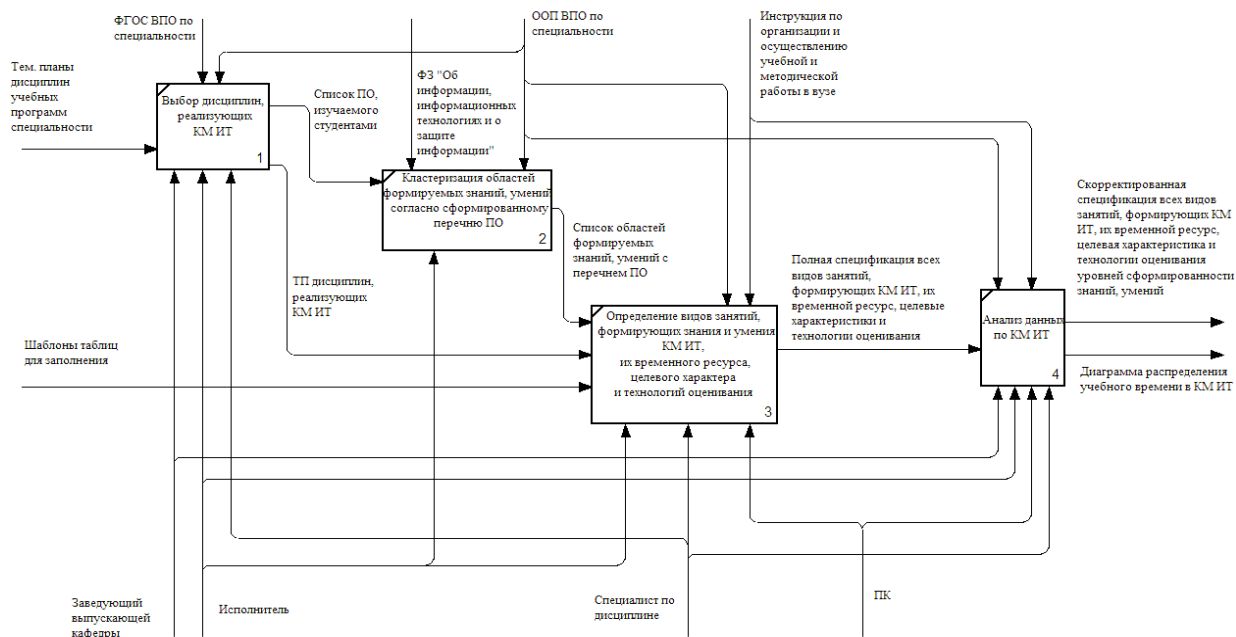 ФГОС ВПО по
специальности
ООП ВПО по
специальности
Инструкция по
организации и
осуществлению
учебной и
методической
работы в вузе
Тем. планы
дисциплин
учебных
программ
специальности
Выбор дисциплин,
реализующих
КМ ИТ
1
Список ПО,
изучаемого
студентами
ФЗ "Об
информации,
информационных
технологиях и о
защите
информации"
Кластеризация областей
формируемых знаний, умений
согласно сформированному
перечню ПО
2
Список областей
формируемых
знаний, умений с
перечнем ПО
ТП дисциплин,
реализующих
КМ ИТ
Шаблоны таблиц
для заполнения
Определение видов занятий,
формирующих знания и умения
КМ ИТ,
их временного ресурса,
целевого характера
и технологий оценивания
3
Полная спецификация всех
видов занятий,
формирующих КМ ИТ, их
временной ресурс, целевые
характеристики и
технологии оценивания
Анализ данных
по КМ ИТ
4
Скорректированная
спецификация всех видов
занятий, формирующих КМ
ИТ, их временной ресурс,
целевая характеристика и
технологии оценивания
уровней сформированности
знаний, умений
Диаграмма распределения
учебного времени в КМ ИТ
Заведующий
выпускающей
кафедры
Исполнитель
Специалист по
дисциплине
ПК